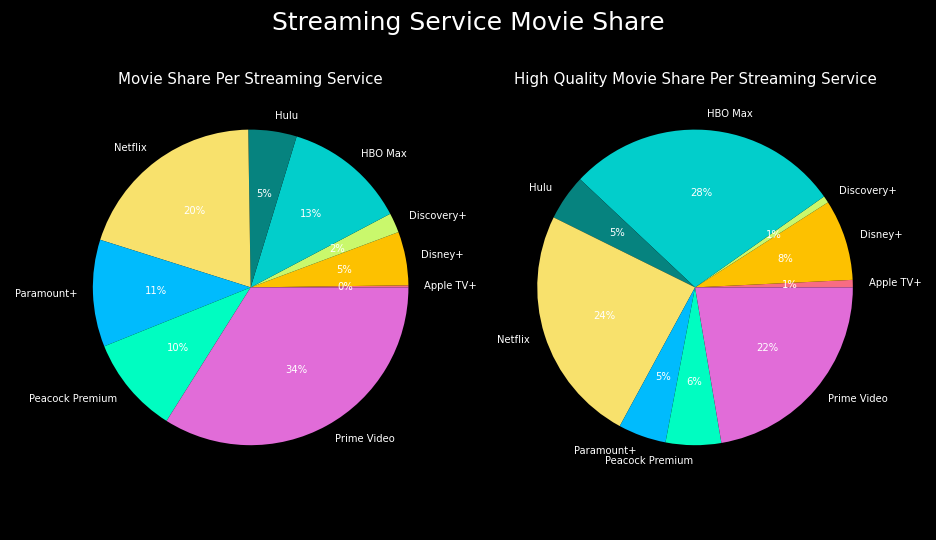 Streaming Service Movie Share
Movie Share Per Streaming Service
Hulu
HBO Max
Netflix
5%
20%
13%
Discovery+
2%
Disney+
5%
Apple TV+
0%
Paramount+
11%
10%
Peacock Premium
34%
Prime Video
High Quality Movie Share Per Streaming Service
HBO Max
Hulu
28%
Discovery+
5%
1%
Disney+
8%
Apple TV+
1%
Netflix
24%
22%
5%
6%
Prime Video
Paramount+
Peacock Premium